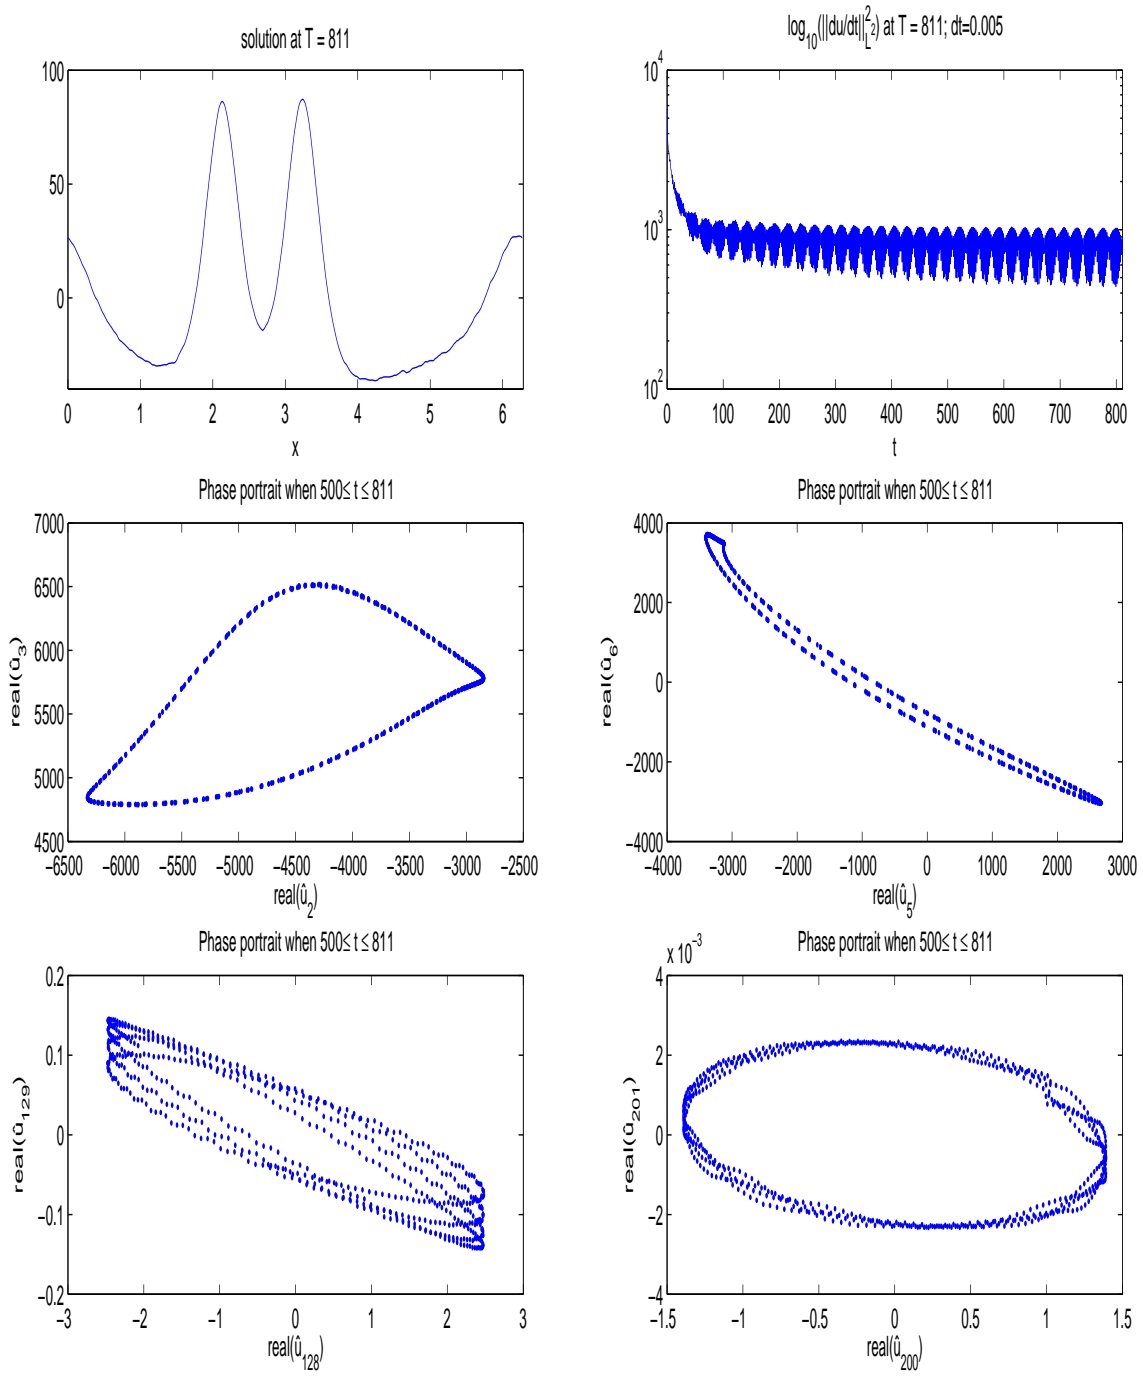 solution at T = 811
100
50
0
0 1 2 3 4 5 6
x
log10(||du/dt||²L²) at T = 811; dt=0.005
10⁴
10³
10²
0 100 200 300 400 500 600 700 800
t
Phase portrait when 500≤ t ≤ 811
7000
6500
6000
5500
5000
4500
real(û3)
−6500 −6000 −5500 −5000 −4500 −4000 −3500 −3000 −2500
real(û2)
Phase portrait when 500≤ t ≤ 811
4000
2000
0
−2000
−4000
real(û6)
−4000 −3000 −2000 −1000 0 1000 2000 3000
real(û5)
Phase portrait when 500≤ t ≤ 811
0.2
0.1
0
−0.1
−0.2
real(û129)
−3 −2 −1 0 1 2 3
real(û128)
x 10⁻³
Phase portrait when 500≤ t ≤ 811
4
2
0
−2
−4
real(û201)
−1.5 −1 −0.5 0 0.5 1 1.5
real(û200)